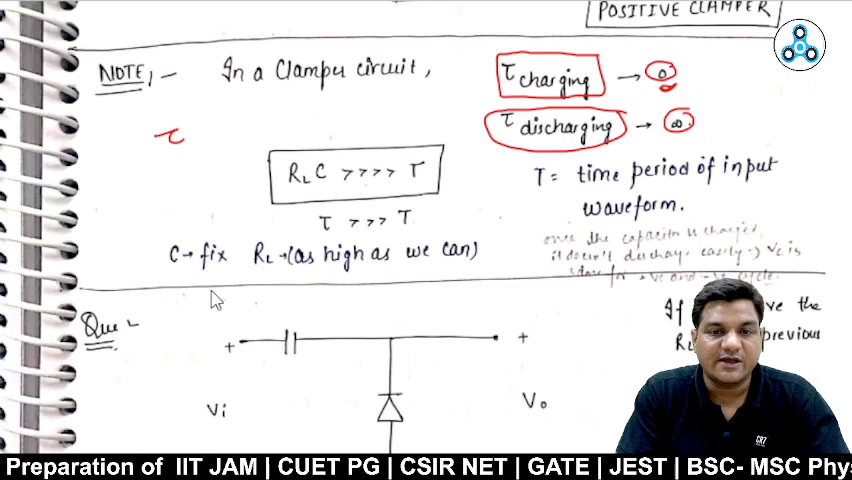 POSITIVE CLAMPER
NOTE:- In a Clamper circuit, τ charging → 0
τ discharging → ∞
τ
RL C >>>> T
T = time period of input
waveform.
τ >>> T
C → fix RL → (as high as we can)
once the capacitor is charged,
it doesn't discharge easily → Vc is
same for +ve and -ve cycle.
Que:-
If the
RL previous
+ +
Vi Vo
CR7
Preparation of IIT JAM | CUET PG | CSIR NET | GATE | JEST | BSC- MSC Phys